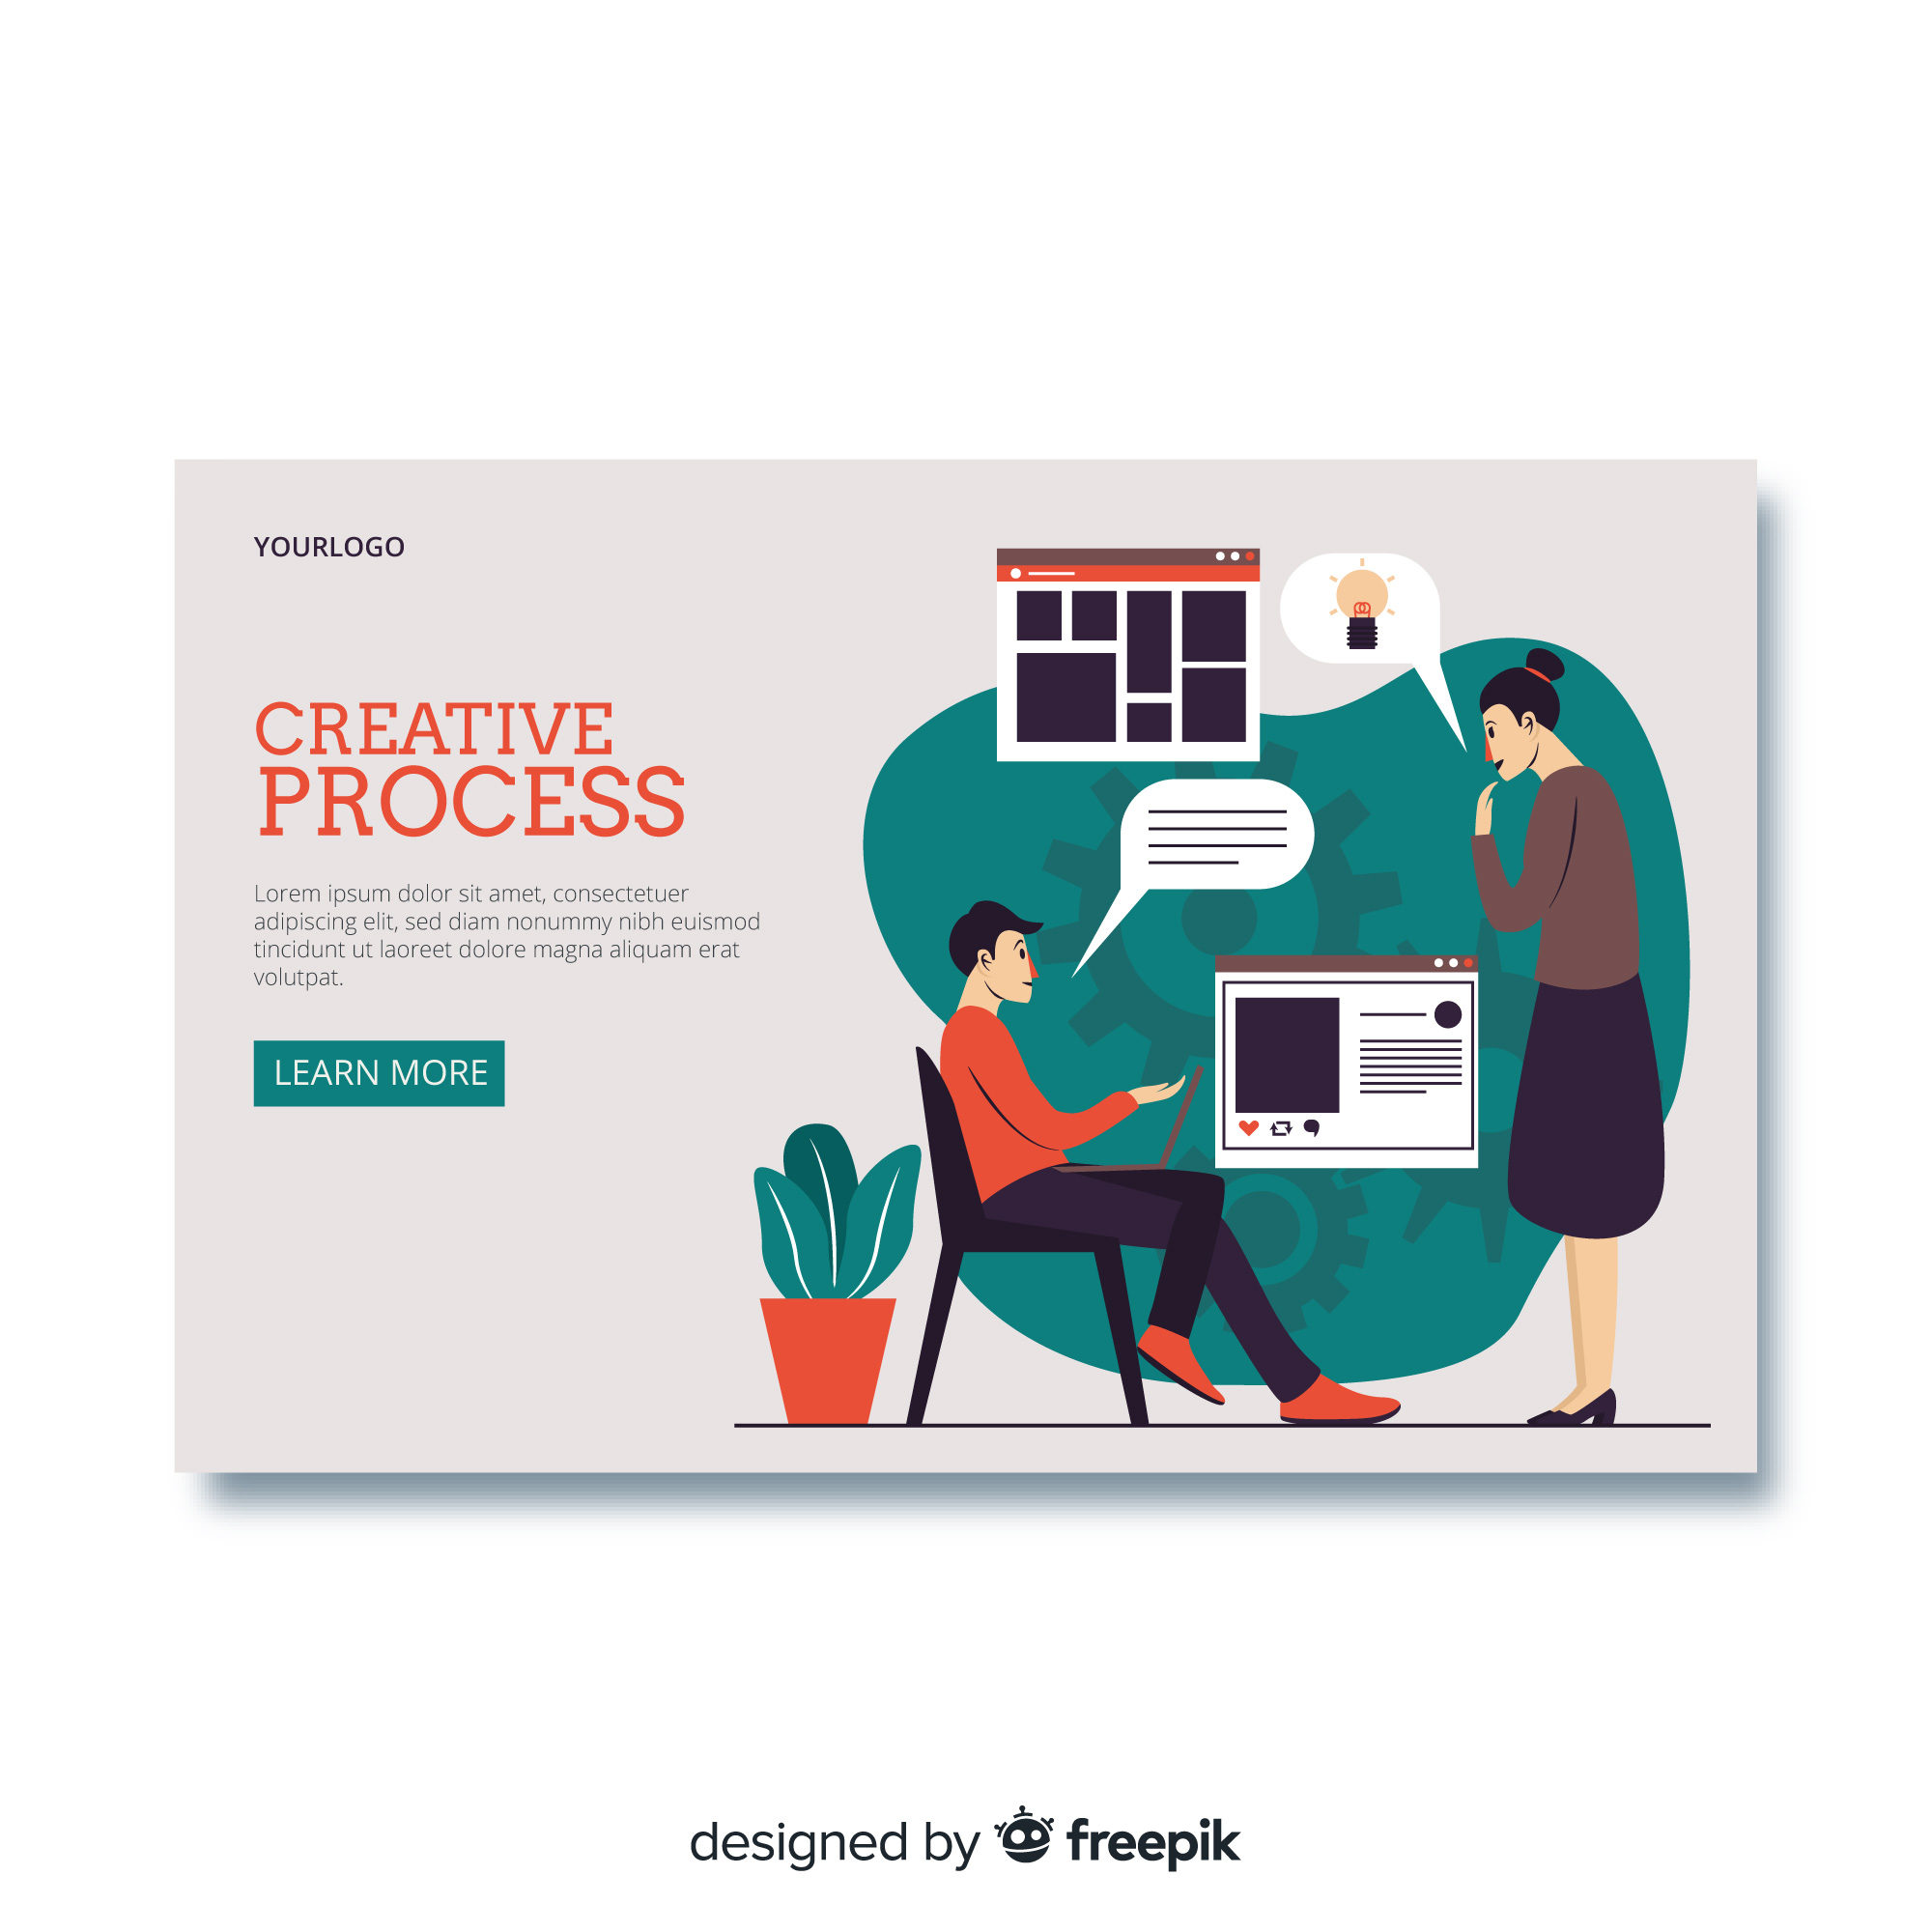 YOURLOGO
CREATIVE
PROCESS
Lorem ipsum dolor sit amet, consectetuer
adipiscing elit, sed diam nonummy nibh euismod
tincidunt ut laoreet dolore magna aliquam erat
volutpat.
LEARN MORE
designed by freepik